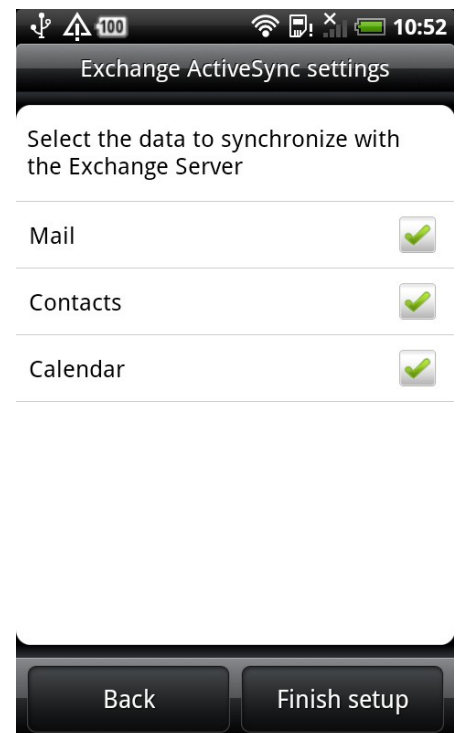 100 10:52
Exchange ActiveSync settings
Select the data to synchronize with
the Exchange Server
Mail
Contacts
Calendar
Back Finish setup